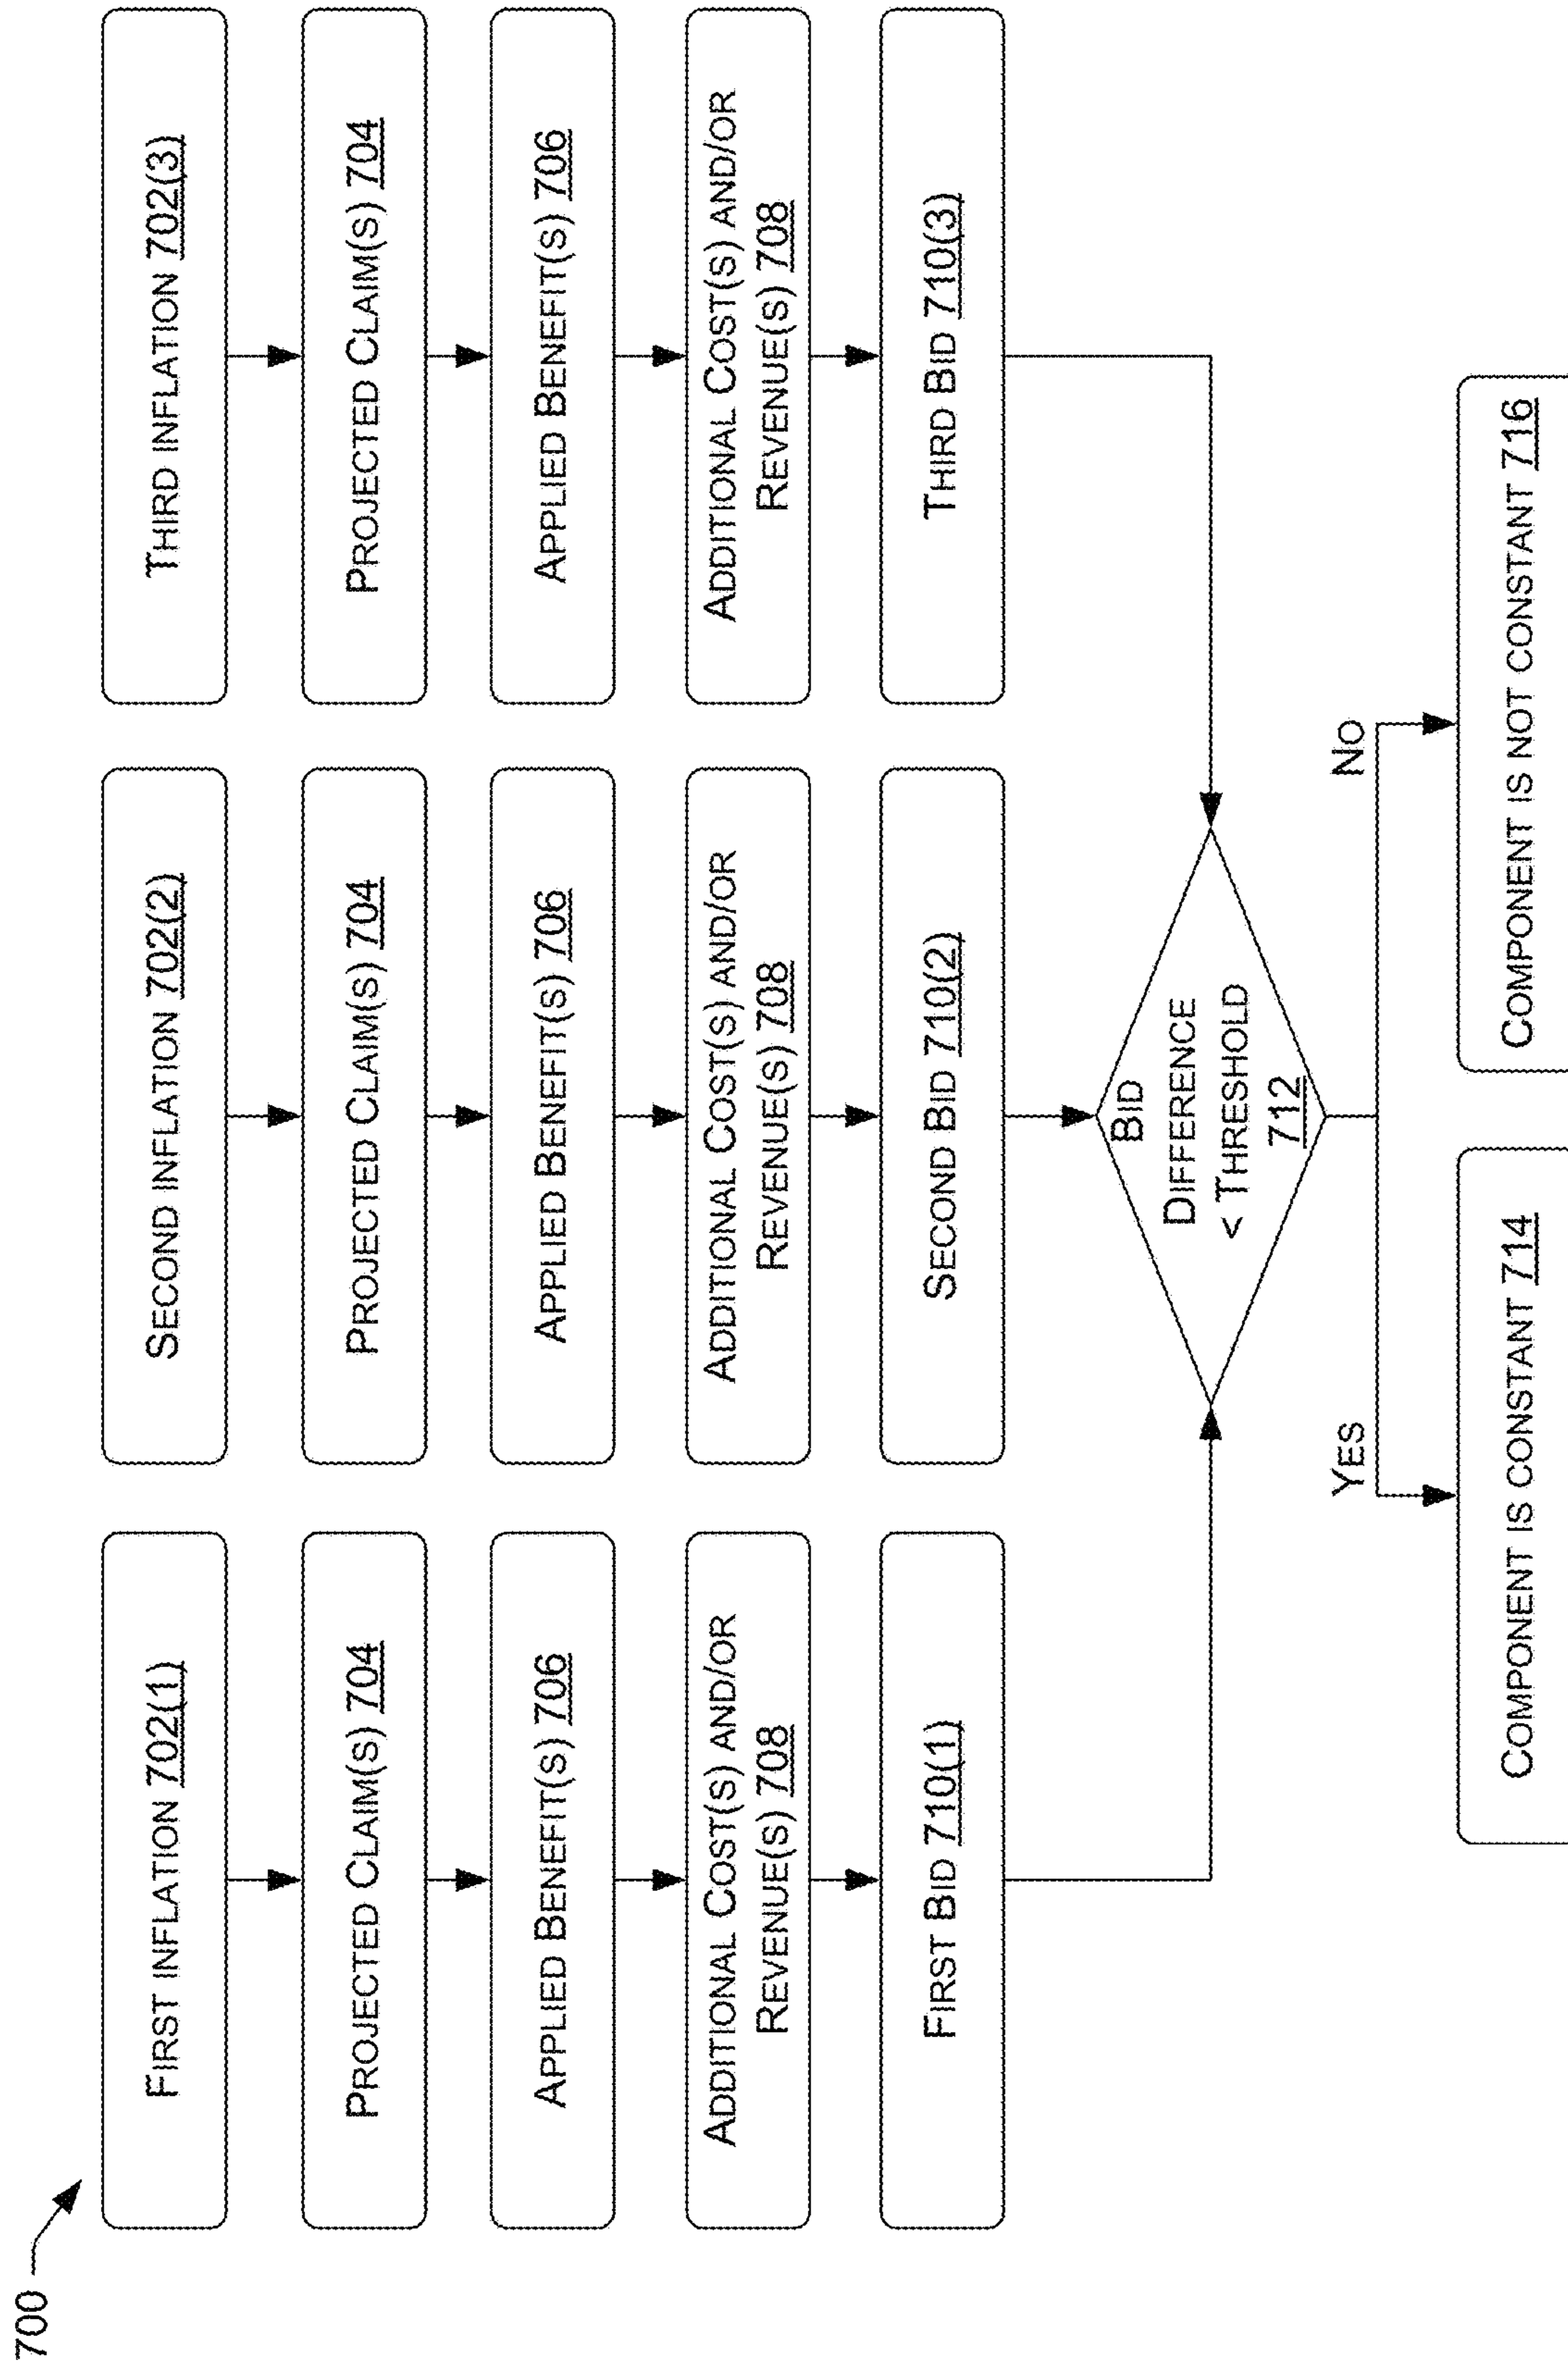 700
First inflation 702(1)
Projected Claim(s) 704
Applied Benefit(s) 706
Additional Cost(s) and/or
Revenue(s) 708
First Bid 710(1)
Second inflation 702(2)
Projected Claim(s) 704
Applied Benefit(s) 706
Additional Cost(s) and/or
Revenue(s) 708
Second Bid 710(2)
Third inflation 702(3)
Projected Claim(s) 704
Applied Benefit(s) 706
Additional Cost(s) and/or
Revenue(s) 708
Third Bid 710(3)
Bid
Difference
< Threshold
712
Yes
No
Component is constant 714
Component is not constant 716